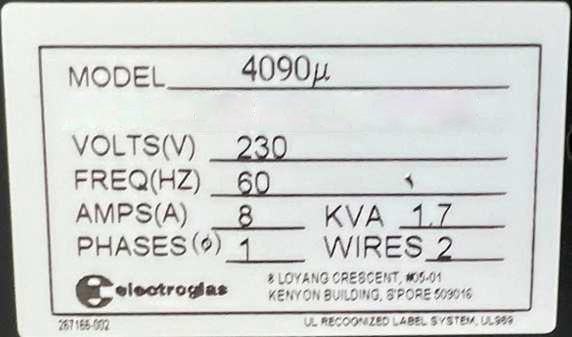 MODEL 4090μ
VOLTS(V) 230
FREQ(HZ) 60
AMPS(A) 8 KVA 1.7
PHASES(ϕ) 1 WIRES 2
electroglas
8 LOYANG CRESCENT, #05-01
KENYON BUILDING, S'PORE 509016
267166-002 UL RECOGNIZED LABEL SYSTEM, UL969